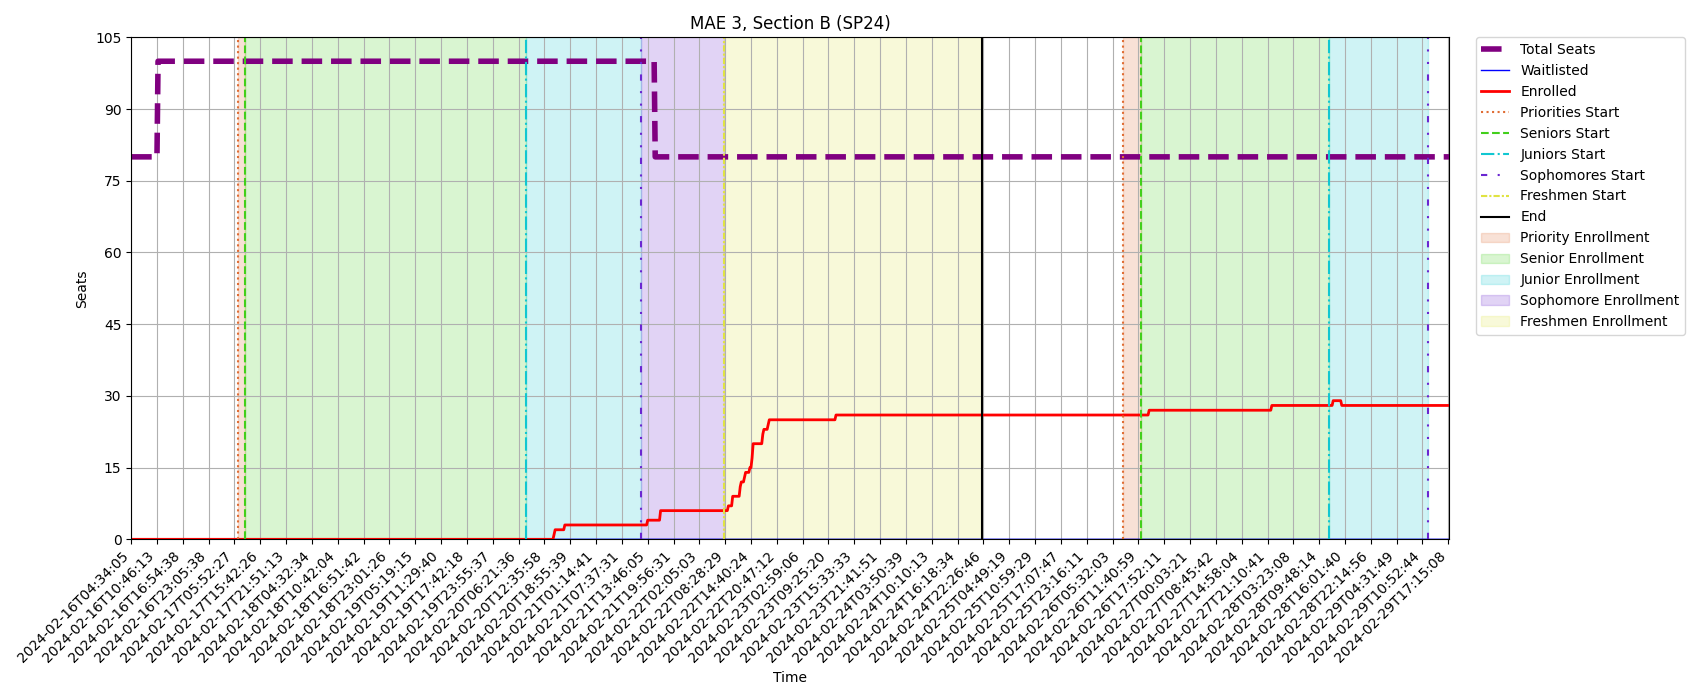 MAE 3, Section B (SP24)
105
90
75
60
45
30
15
0
Seats
2024-02-16T04:34:05
2024-02-16T10:46:13
2024-02-16T16:54:38
2024-02-16T23:05:38
2024-02-17T05:52:27
2024-02-17T15:42:26
2024-02-17T21:51:13
2024-02-18T04:32:34
2024-02-18T10:42:04
2024-02-18T16:51:42
2024-02-18T23:01:26
2024-02-19T05:19:15
2024-02-19T11:29:40
2024-02-19T17:42:18
2024-02-19T23:55:37
2024-02-20T06:21:36
2024-02-20T12:35:58
2024-02-20T18:55:39
2024-02-21T01:14:41
2024-02-21T07:37:31
2024-02-21T13:46:05
2024-02-21T19:56:31
2024-02-22T02:05:03
2024-02-22T08:28:29
2024-02-22T14:40:24
2024-02-22T20:47:12
2024-02-23T02:59:06
2024-02-23T09:25:20
2024-02-23T15:33:33
2024-02-23T21:41:51
2024-02-24T03:50:39
2024-02-24T10:10:13
2024-02-24T16:18:34
2024-02-24T22:26:46
2024-02-25T04:49:19
2024-02-25T10:59:29
2024-02-25T17:07:47
2024-02-25T23:16:11
2024-02-26T05:32:03
2024-02-26T11:40:59
2024-02-26T17:52:11
2024-02-27T00:03:21
2024-02-27T08:45:42
2024-02-27T14:58:04
2024-02-27T21:10:41
2024-02-28T03:23:08
2024-02-28T09:48:14
2024-02-28T16:01:40
2024-02-28T22:14:56
2024-02-29T04:31:49
2024-02-29T10:52:44
2024-02-29T17:15:08
Time
Total Seats
Waitlisted
Enrolled
Priorities Start
Seniors Start
Juniors Start
Sophomores Start
Freshmen Start
End
Priority Enrollment
Senior Enrollment
Junior Enrollment
Sophomore Enrollment
Freshmen Enrollment